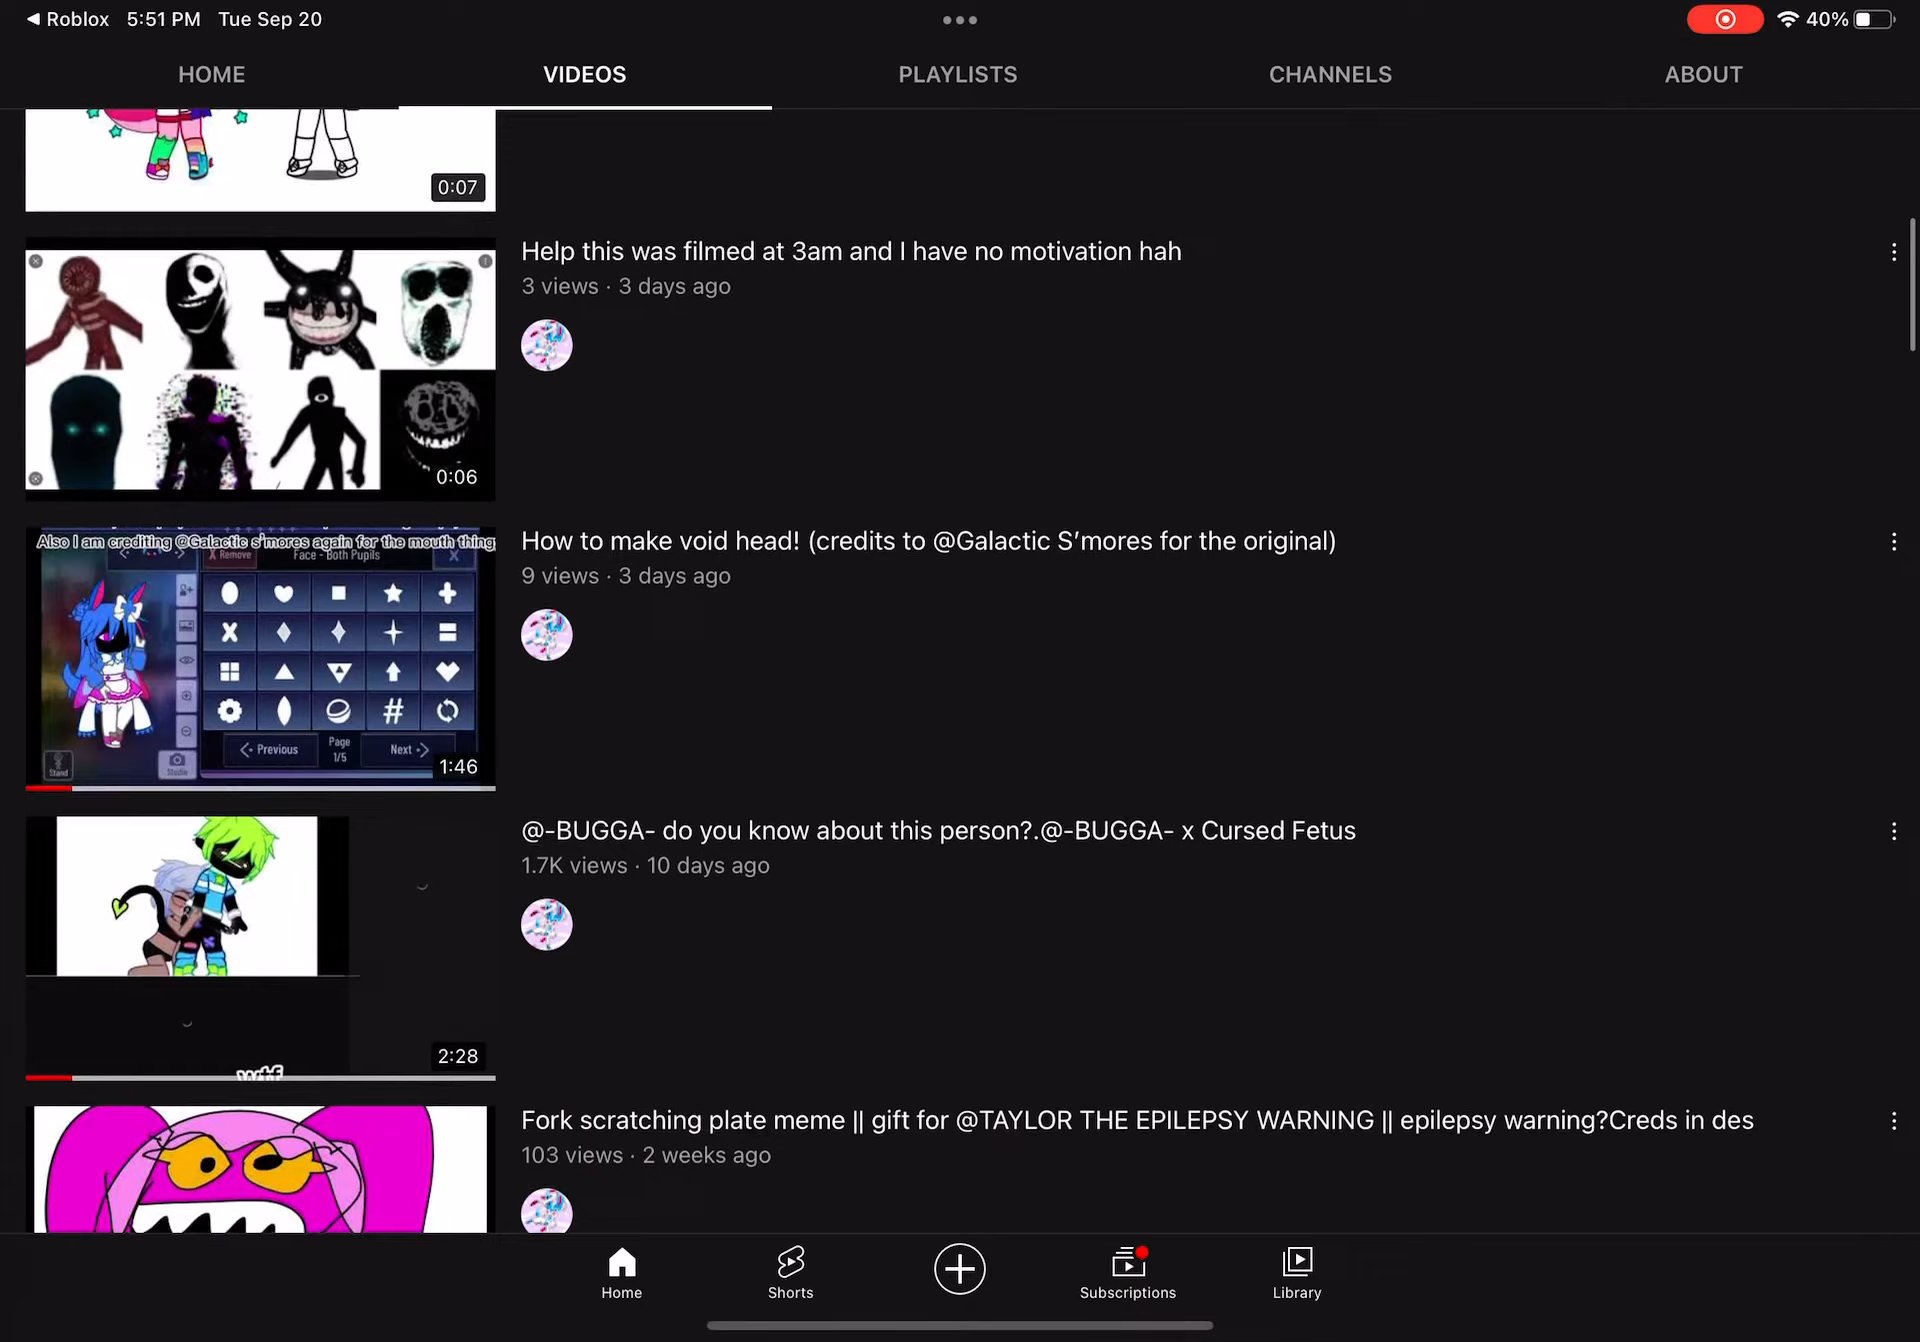 ◀ Roblox 5:51 PM Tue Sep 20
40%
HOME VIDEOS PLAYLISTS CHANNELS ABOUT
0:07
Help this was filmed at 3am and I have no motivation hah
3 views · 3 days ago
0:06
How to make void head! (credits to @Galactic S’mores for the original)
9 views · 3 days ago
Also I am crediting @Galactic s'mores again for the mouth thing
X Remove Face - Both Pupils X
Previous Page 1/5 Next
Stand Studio
1:46
@-BUGGA- do you know about this person?.@-BUGGA- x Cursed Fetus
1.7K views · 10 days ago
2:28
wtf
Fork scratching plate meme || gift for @TAYLOR THE EPILEPSY WARNING || epilepsy warning?Creds in des
103 views · 2 weeks ago
Home Shorts Subscriptions Library